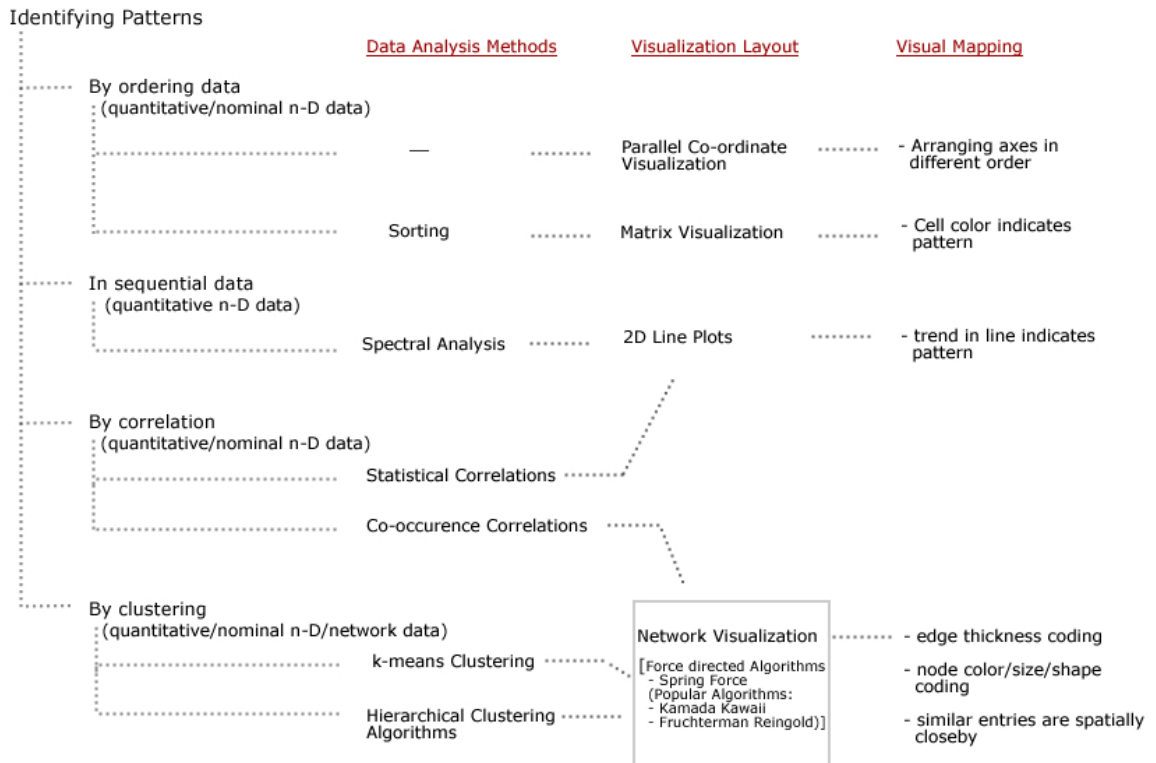 Identifying Patterns
Data Analysis Methods
Visualization Layout
Visual Mapping
By ordering data
(quantitative/nominal n-D data)
—
Parallel Co-ordinate
Visualization
- Arranging axes in
different order
Sorting
Matrix Visualization
- Cell color indicates
pattern
In sequential data
(quantitative n-D data)
Spectral Analysis
2D Line Plots
- trend in line indicates
pattern
By correlation
(quantitative/nominal n-D data)
Statistical Correlations
Co-occurence Correlations
By clustering
(quantitative/nominal n-D/network data)
k-means Clustering
Hierarchical Clustering
Algorithms
Network Visualization
[Force directed Algorithms
- Spring Force
(Popular Algorithms:
- Kamada Kawaii
- Fruchterman Reingold)]
- edge thickness coding
- node color/size/shape
coding
- similar entries are spatially
closeby